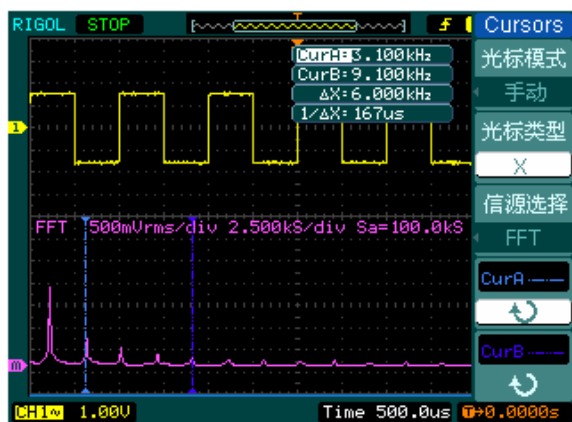 RIGOL STOP
Cursors
CurA=3.100kHz
CurB=9.100kHz
ΔX=6.000kHz
1/ΔX=167us
光标模式
手动
光标类型
X
信源选择
FFT
CurA
CurB
1
FFT 500mVrms/div 2.500kS/div Sa=100.0kS
m
CH1~ 1.00V Time 500.0us T→0.0000s